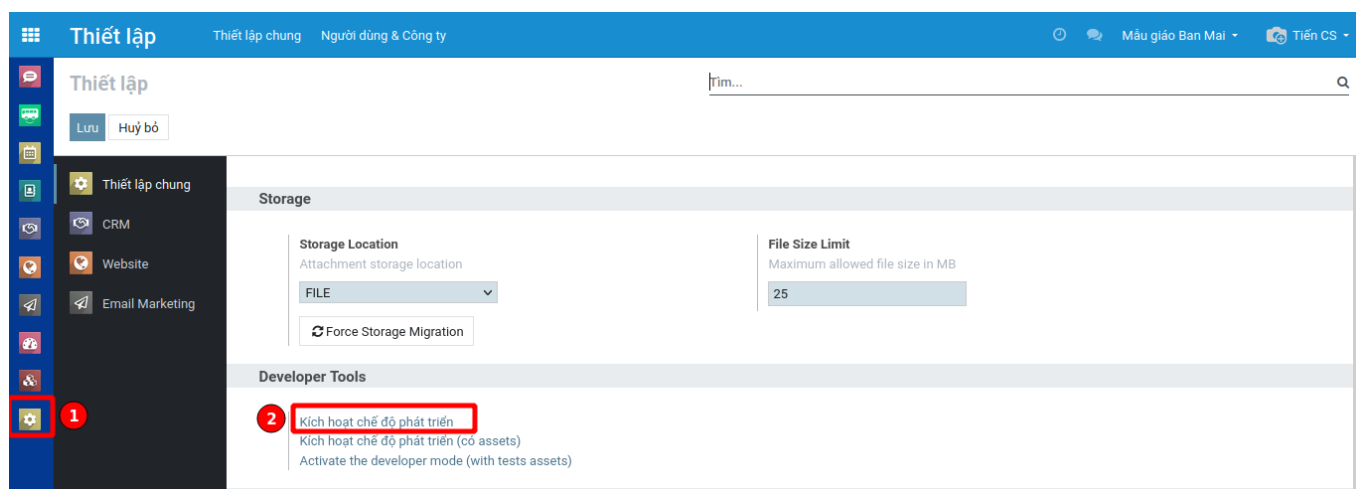 Thiết lập Thiết lập chung Người dùng & Công ty Mẫu giáo Ban Mai Tiến CS
Thiết lập Tìm...
Lưu Huỷ bỏ
Thiết lập chung
CRM
Website
Email Marketing
Storage
Storage Location File Size Limit
Attachment storage location Maximum allowed file size in MB
FILE 25
Force Storage Migration
Developer Tools
1 2 Kích hoạt chế độ phát triển
Kích hoạt chế độ phát triển (có assets)
Activate the developer mode (with tests assets)